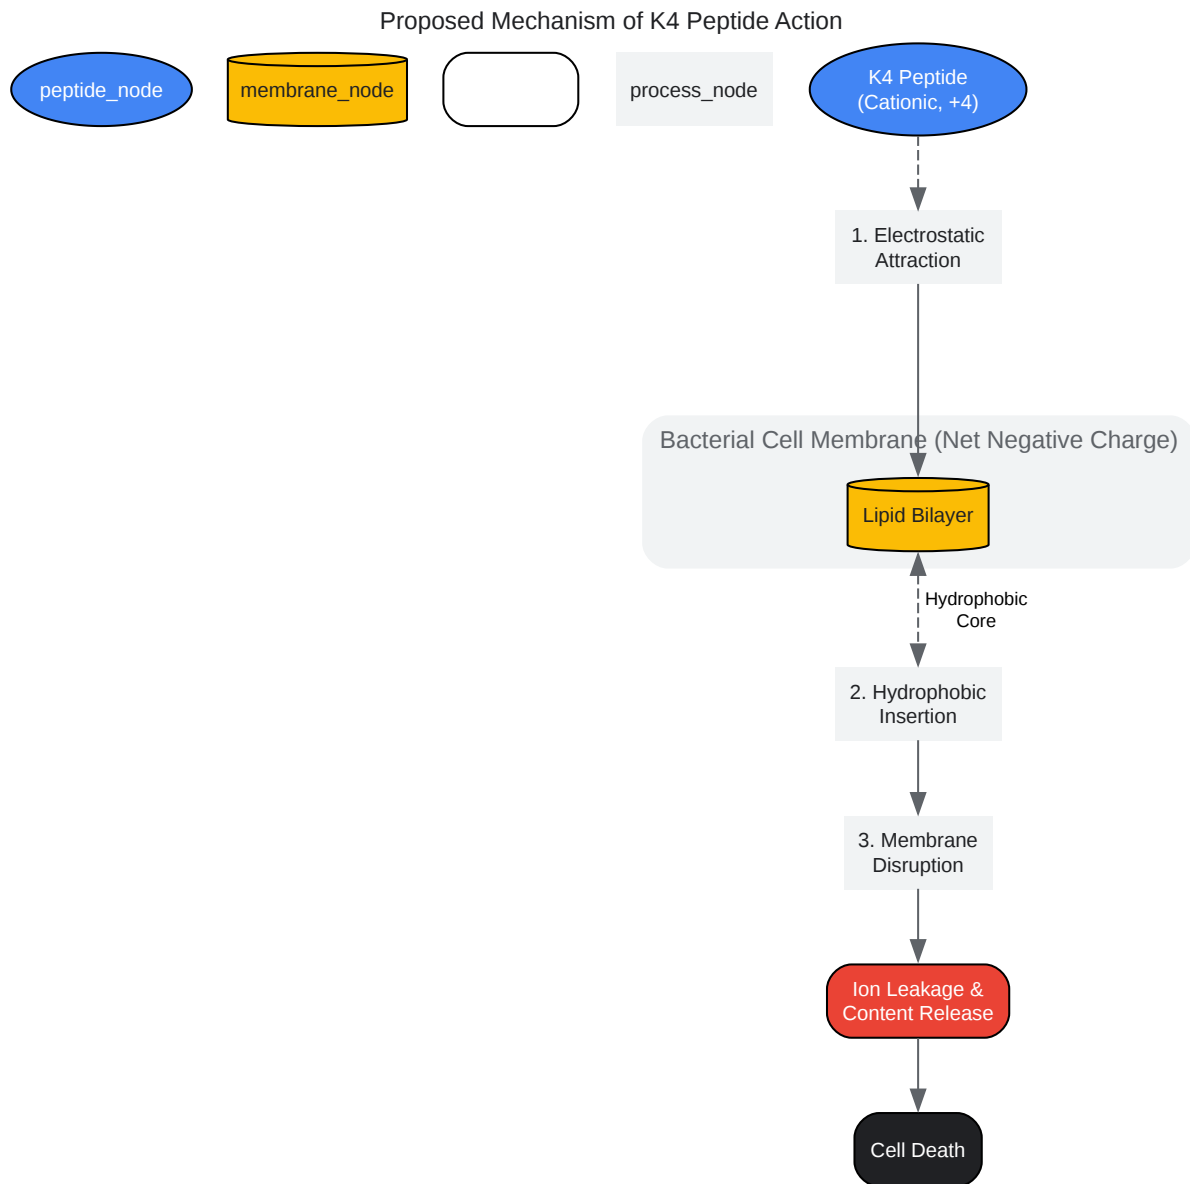 Proposed Mechanism of K4 Peptide Action
peptide_node
membrane_node
process_node
K4 Peptide
(Cationic, +4)
1. Electrostatic
Attraction
Bacterial Cell Membrane (Net Negative Charge)
Lipid Bilayer
Hydrophobic
Core
2. Hydrophobic
Insertion
3. Membrane
Disruption
Ion Leakage &
Content Release
Cell Death